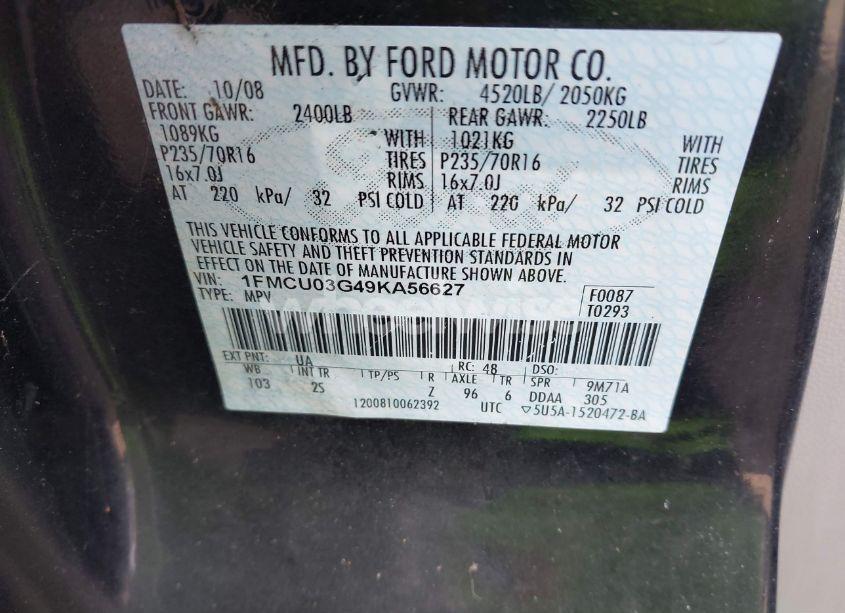 MFD. BY FORD MOTOR CO.
DATE: 10/08 GVWR: 4520LB/ 2050KG
FRONT GAWR: 2400LB REAR GAWR: 2250LB
1089KG WITH 1021KG WITH
P235/70R16 TIRES P235/70R16 TIRES
16x7.0J RIMS 16x7.0J RIMS
AT 220 kPa/ 32 PSI COLD AT 220 kPa/ 32 PSI COLD
THIS VEHICLE CONFORMS TO ALL APPLICABLE FEDERAL MOTOR
VEHICLE SAFETY AND THEFT PREVENTION STANDARDS IN
EFFECT ON THE DATE OF MANUFACTURE SHOWN ABOVE.
VIN: 1FMCU03G49KA56627 F0087
TYPE: MPV T0293
EXT PNT: UA RC: 48 DSO:
WB INT TR TP/PS R AXLE TR SPR 9M71A
103 2S Z 96 6 DDAA 305
1200810062392 UTC ▽5U5A-1520472-BA